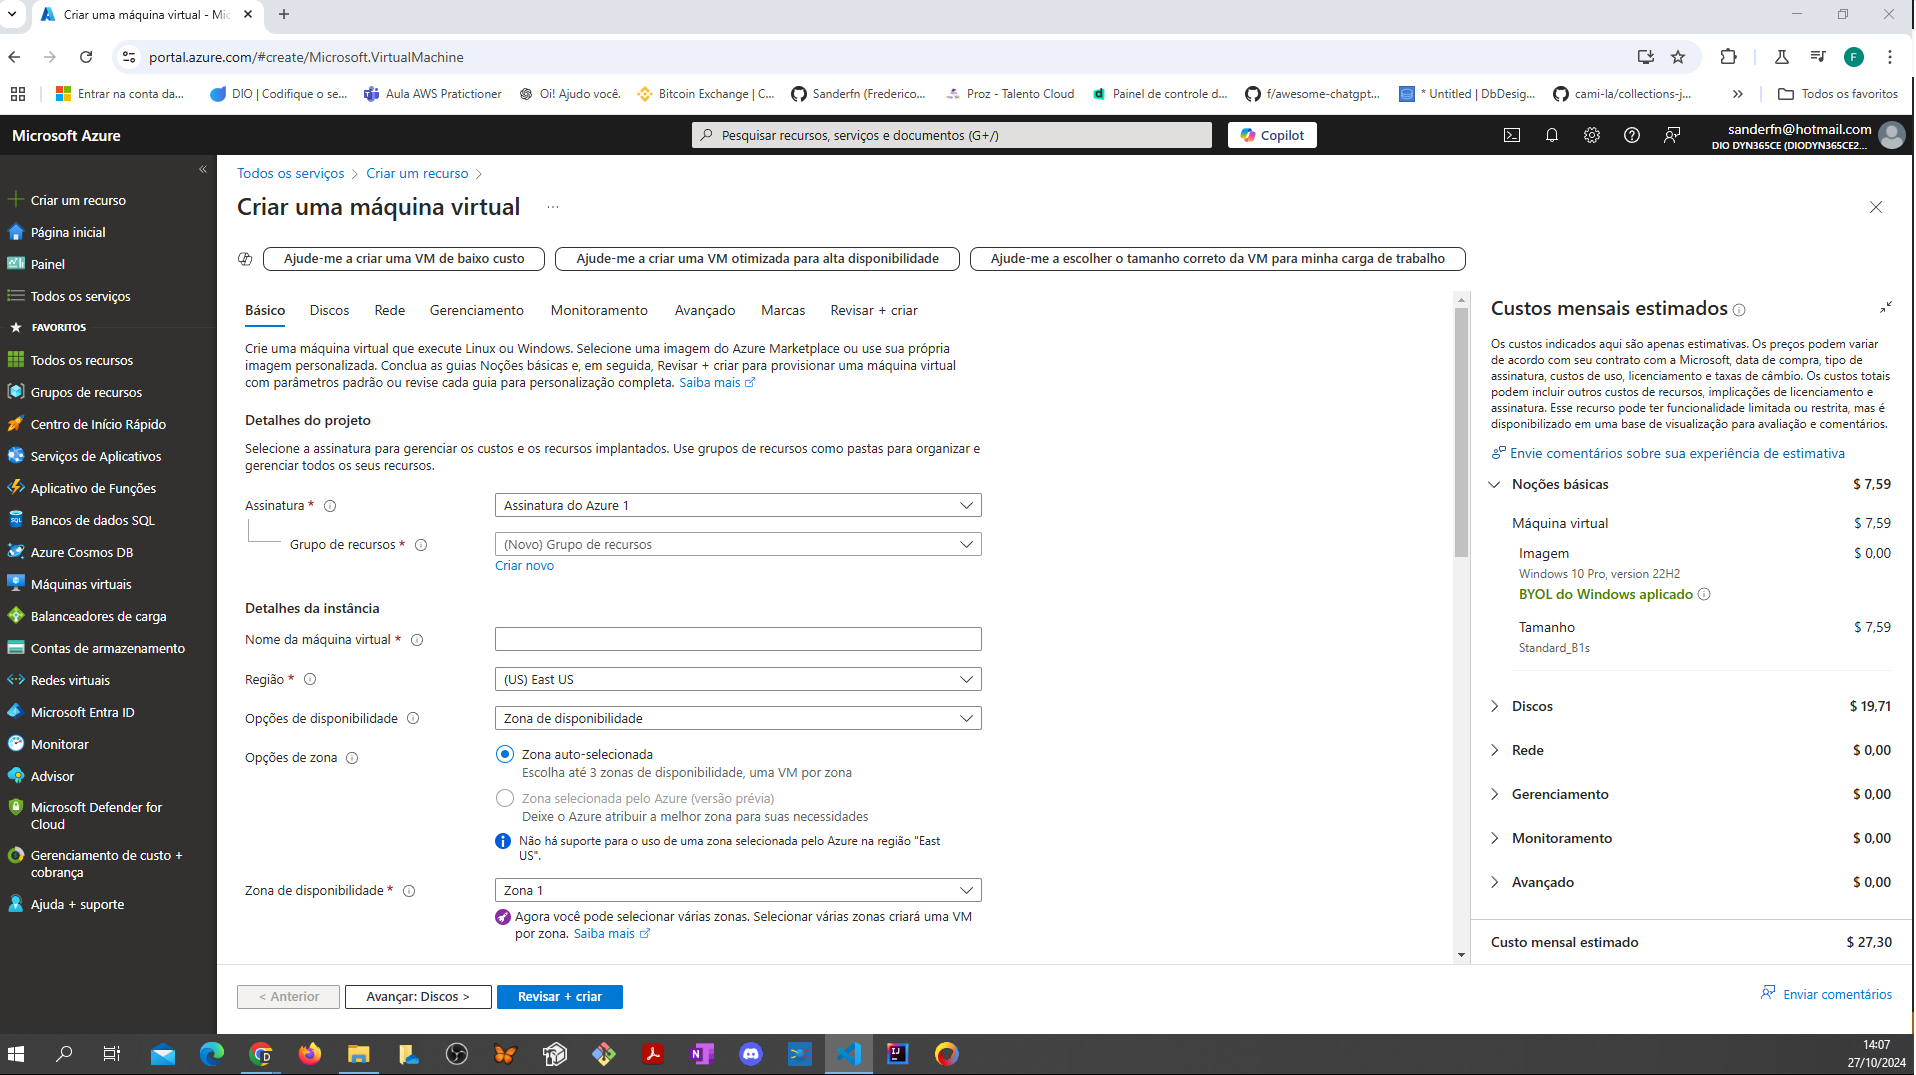 Criar uma máquina virtual - Mic
portal.azure.com/#create/Microsoft.VirtualMachine
F
Entrar na conta da...
DIO | Codifique o se...
Aula AWS Pratictioner
Oi! Ajudo você.
Bitcoin Exchange | C...
Sanderfn (Frederico...
Proz - Talento Cloud
Painel de controle d...
f/awesome-chatgpt...
* Untitled | DbDesig...
cami-la/collections-j...
Todos os favoritos
Microsoft Azure
Pesquisar recursos, serviços e documentos (G+/)
Copilot
sanderfn@hotmail.com
DIO DYN365CE (DIODYN365CE2...
Criar um recurso
Página inicial
Painel
Todos os serviços
FAVORITOS
Todos os recursos
Grupos de recursos
Centro de Início Rápido
Serviços de Aplicativos
Aplicativo de Funções
Bancos de dados SQL
Azure Cosmos DB
Máquinas virtuais
Balanceadores de carga
Contas de armazenamento
Redes virtuais
Microsoft Entra ID
Monitorar
Advisor
Microsoft Defender for
Cloud
Gerenciamento de custo +
cobrança
Ajuda + suporte
Todos os serviços > Criar um recurso >
Criar uma máquina virtual ...
Ajude-me a criar uma VM de baixo custo
Ajude-me a criar uma VM otimizada para alta disponibilidade
Ajude-me a escolher o tamanho correto da VM para minha carga de trabalho
Básico Discos Rede Gerenciamento Monitoramento Avançado Marcas Revisar + criar
Crie uma máquina virtual que execute Linux ou Windows. Selecione uma imagem do Azure Marketplace ou use sua própria
imagem personalizada. Conclua as guias Noções básicas e, em seguida, Revisar + criar para provisionar uma máquina virtual
com parâmetros padrão ou revise cada guia para personalização completa. Saiba mais
Detalhes do projeto
Selecione a assinatura para gerenciar os custos e os recursos implantados. Use grupos de recursos como pastas para organizar e
gerenciar todos os seus recursos.
Assinatura *
Assinatura do Azure 1
Grupo de recursos *
(Novo) Grupo de recursos
Criar novo
Detalhes da instância
Nome da máquina virtual *
Região *
(US) East US
Opções de disponibilidade
Zona de disponibilidade
Opções de zona
Zona auto-selecionada
Escolha até 3 zonas de disponibilidade, uma VM por zona
Zona selecionada pelo Azure (versão prévia)
Deixe o Azure atribuir a melhor zona para suas necessidades
Não há suporte para o uso de uma zona selecionada pelo Azure na região "East
US".
Zona de disponibilidade *
Zona 1
Agora você pode selecionar várias zonas. Selecionar várias zonas criará uma VM
por zona. Saiba mais
< Anterior
Avançar: Discos >
Revisar + criar
Custos mensais estimados
Os custos indicados aqui são apenas estimativas. Os preços podem variar
de acordo com seu contrato com a Microsoft, data de compra, tipo de
assinatura, custos de uso, licenciamento e taxas de câmbio. Os custos totais
podem incluir outros custos de recursos, implicações de licenciamento e
assinatura. Esse recurso pode ter funcionalidade limitada ou restrita, mas é
disponibilizado em uma base de visualização para avaliação e comentários.
Envie comentários sobre sua experiência de estimativa
Noções básicas $ 7,59
Máquina virtual $ 7,59
Imagem $ 0,00
Windows 10 Pro, version 22H2
BYOL do Windows aplicado
Tamanho $ 7,59
Standard_B1s
Discos $ 19,71
Rede $ 0,00
Gerenciamento $ 0,00
Monitoramento $ 0,00
Avançado $ 0,00
Custo mensal estimado $ 27,30
Enviar comentários
14:07
27/10/2024